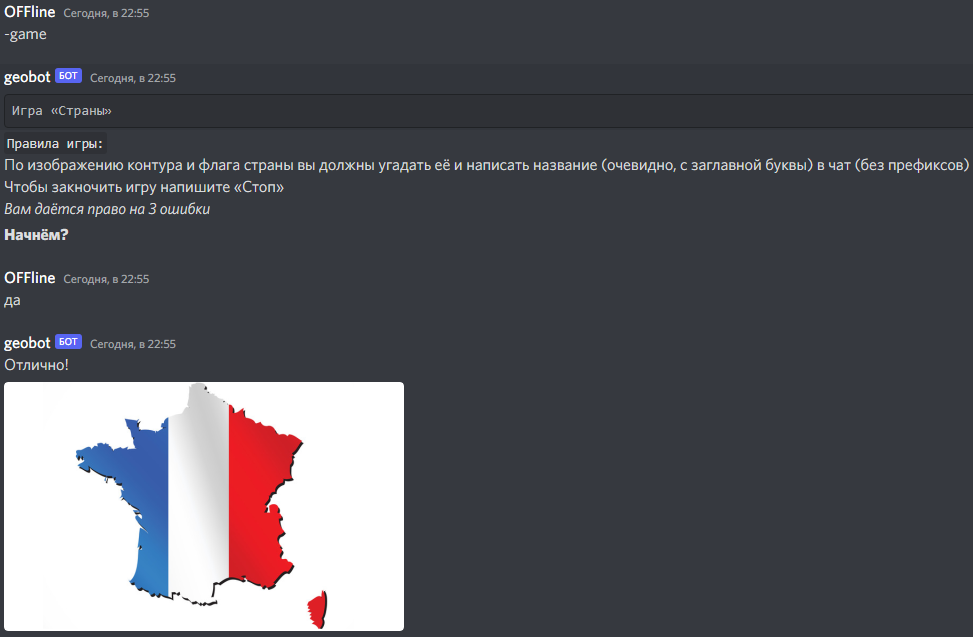 OFFline Сегодня, в 22:55
-game
geobot БОТ Сегодня, в 22:55
Игра «Страны»
Правила игры:
По изображению контура и флага страны вы должны угадать её и написать название (очевидно, с заглавной буквы) в чат (без префиксов)
Чтобы закночить игру напишите «Стоп»
Вам даётся право на 3 ошибки
Начнём?
OFFline Сегодня, в 22:55
да
geobot БОТ Сегодня, в 22:55
Отлично!